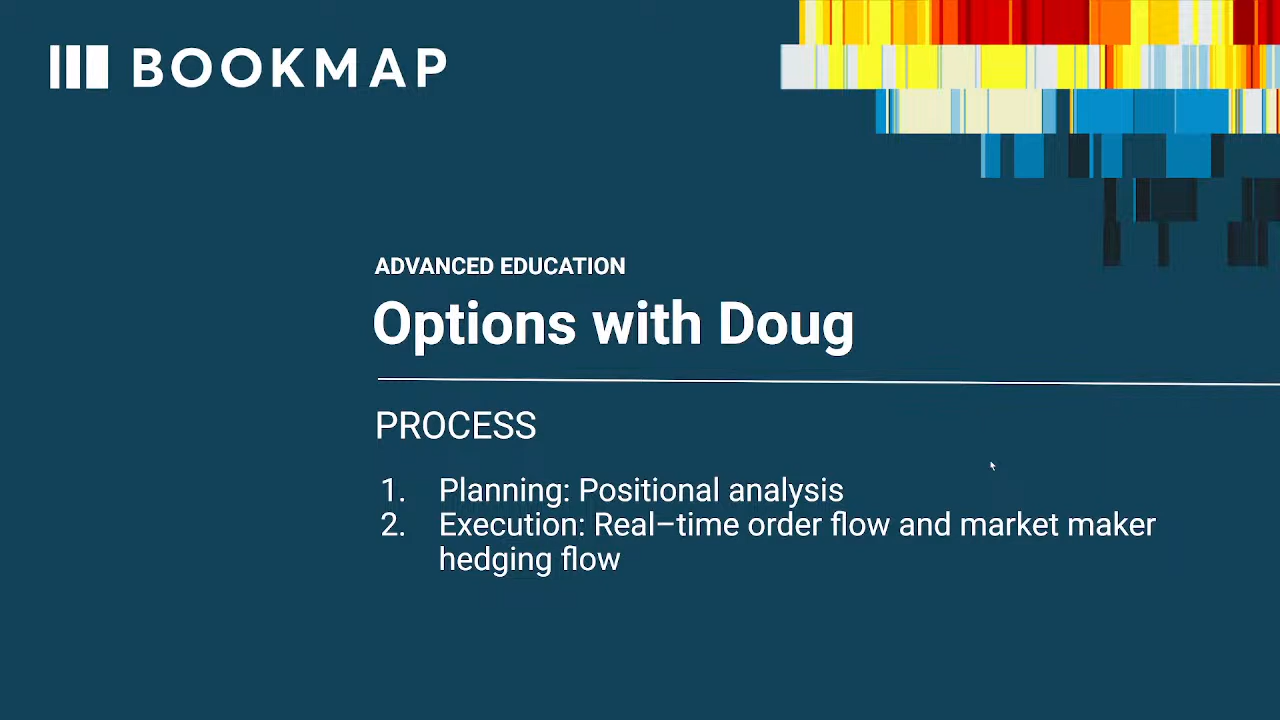 BOOKMAP
ADVANCED EDUCATION
Options with Doug
PROCESS
1. Planning: Positional analysis
2. Execution: Real–time order flow and market maker
hedging flow